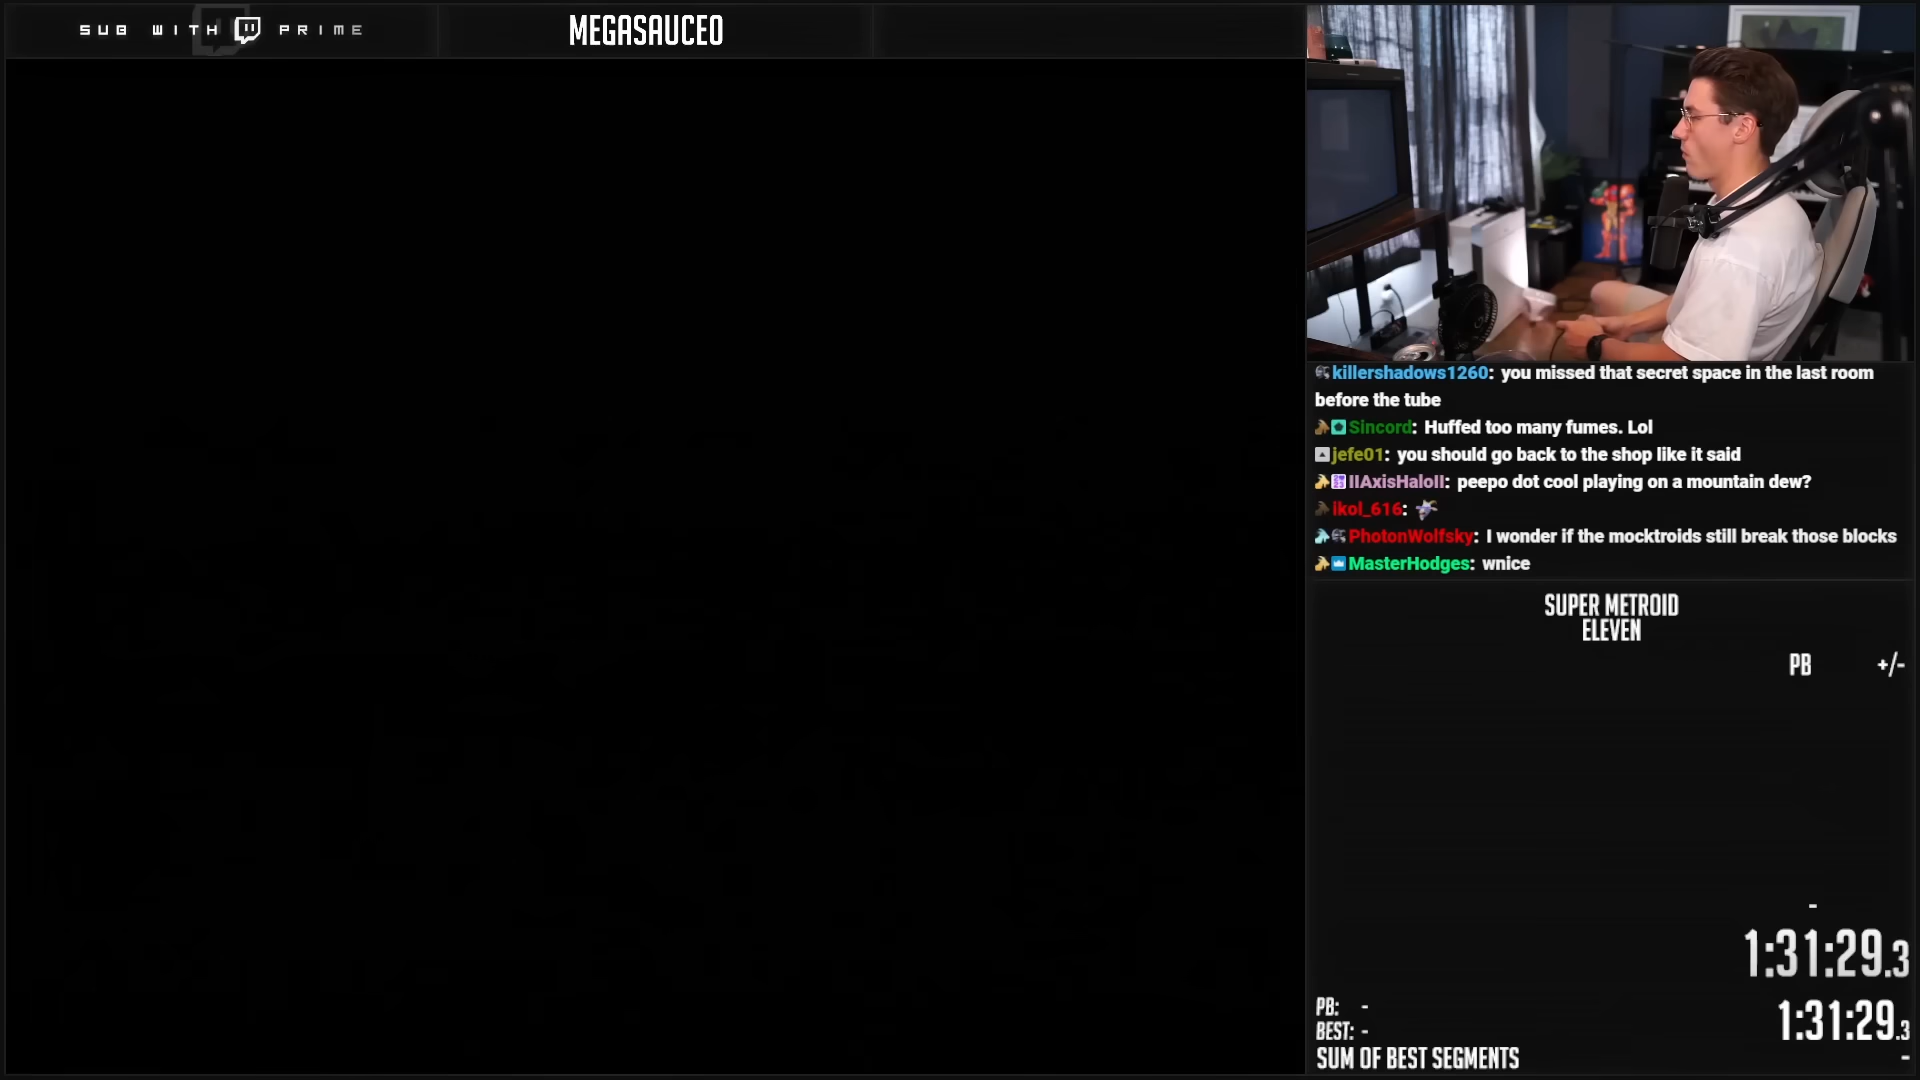 SUB WITH PRIME
MEGASAUCEO
killershadows1260: you missed that secret space in the last room
before the tube
Sincord: Huffed too many fumes. Lol
jefe01: you should go back to the shop like it said
IIAxisHaloII: peepo dot cool playing on a mountain dew?
ikol_616:
PhotonWolfsky: I wonder if the mocktroids still break those blocks
MasterHodges: wnice
SUPER METROID
ELEVEN
PB +/-
-
1:31:29.3
PB: -
1:31:29.3
BEST: -
SUM OF BEST SEGMENTS -